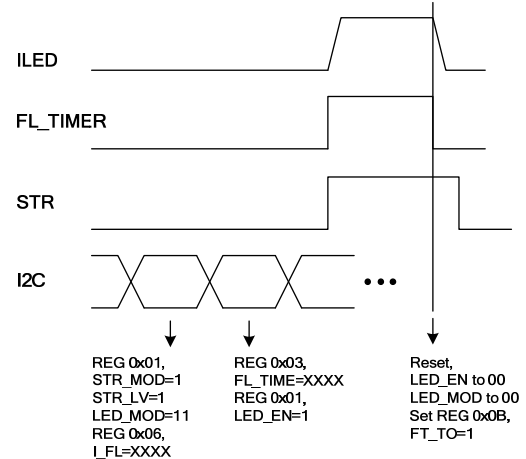 ILED
FL_TIMER
STR
I2C
REG 0x01,
STR_MOD=1
STR_LV=1
LED_MOD=11
REG 0x06,
I_FL=XXXX
REG 0x03,
FL_TIME=XXXX
REG 0x01,
LED_EN=1
Reset,
LED_EN to 00
LED_MOD to 00
Set REG 0x0B,
FT_TO=1